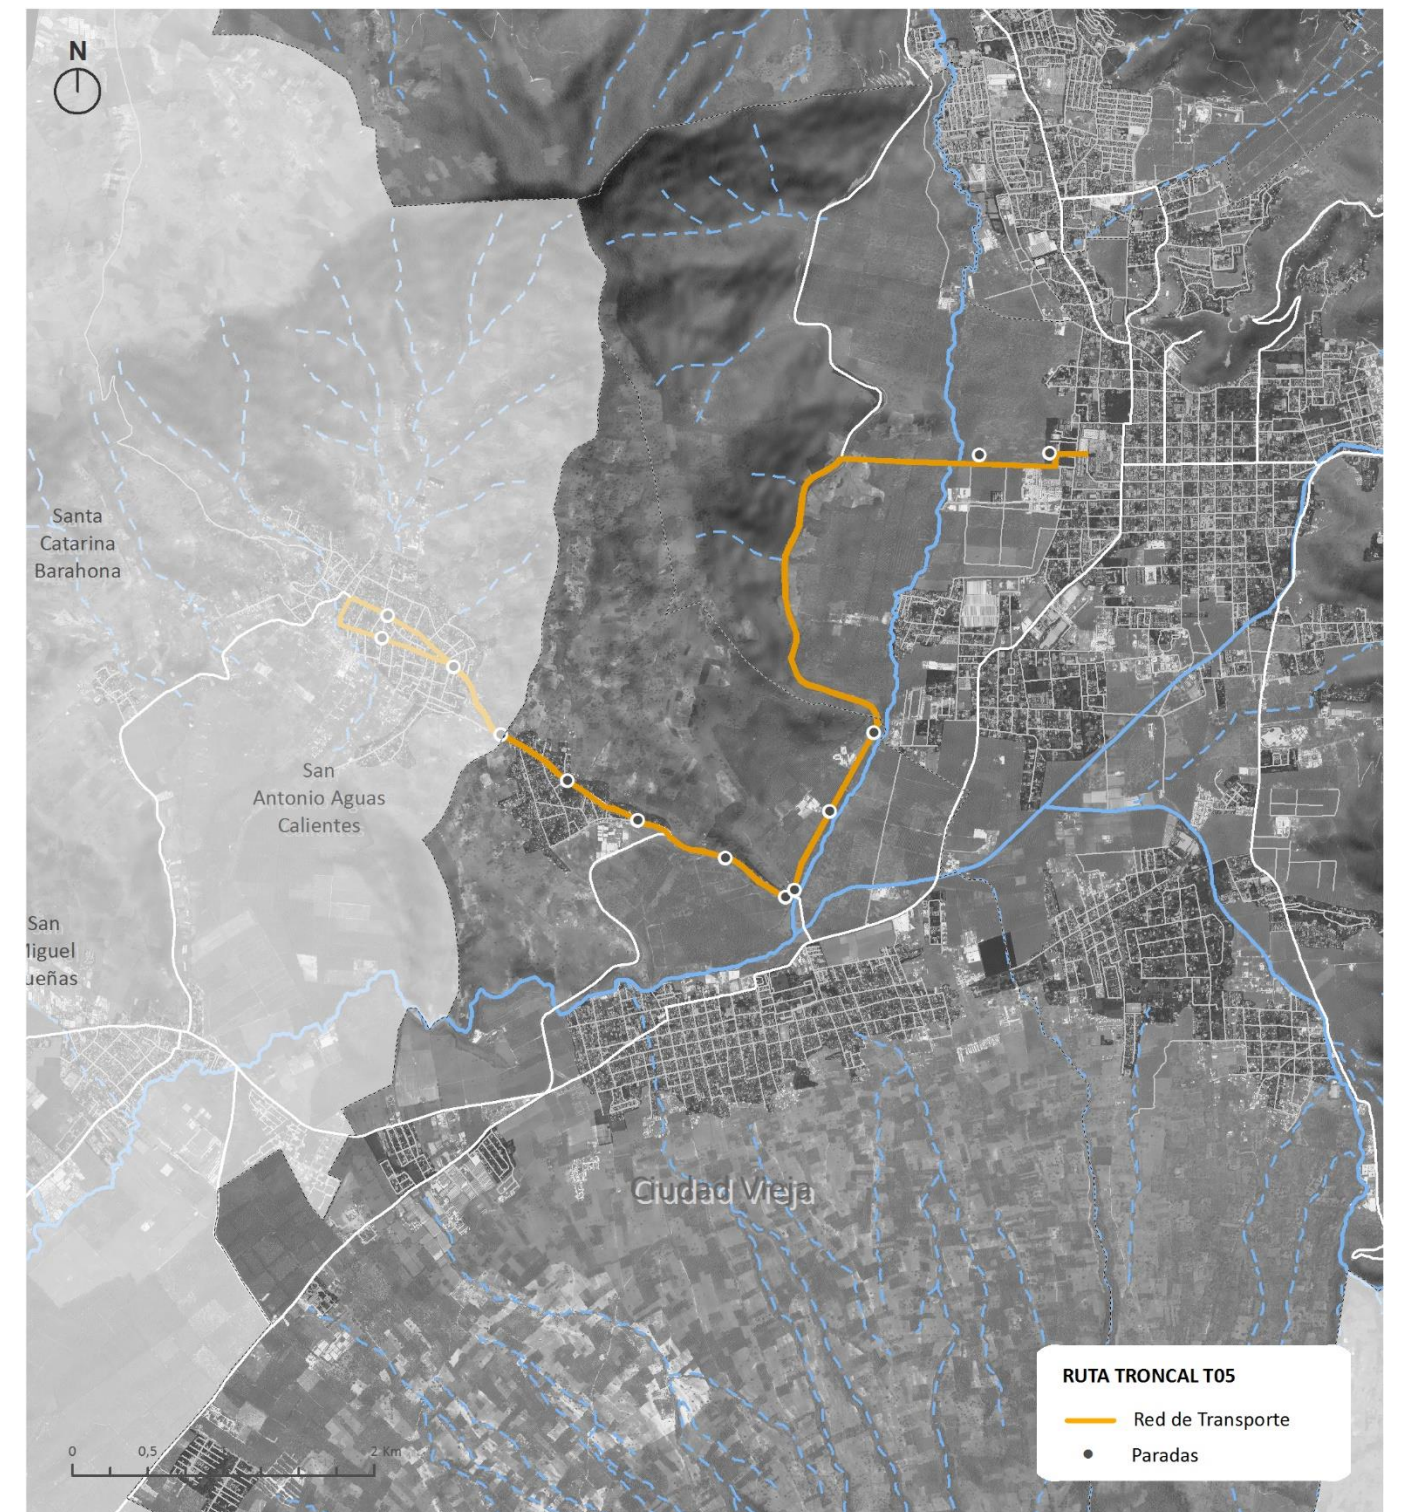 N
Santa
Catarina
Barahona
San
Antonio Aguas
Calientes
San
Miguel
ueñas
Ciudad Vieja
RUTA TRONCAL T05
Red de Transporte
Paradas
0 0,5 2 Km